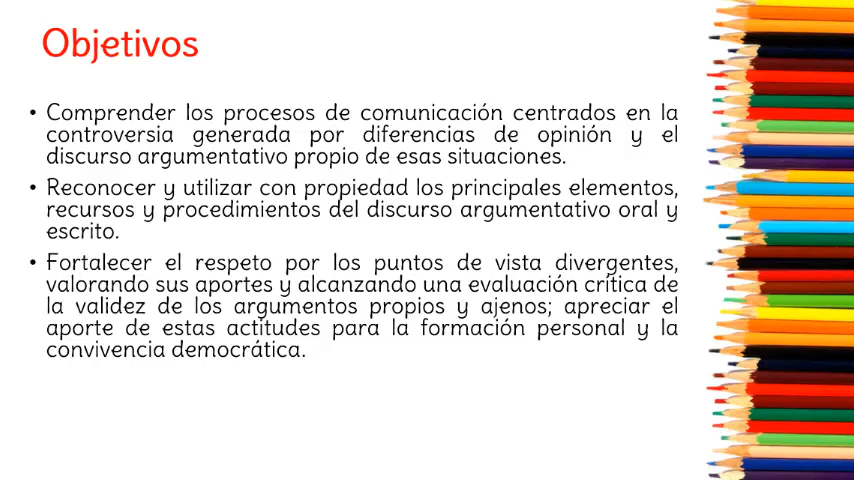 Objetivos
• Comprender los procesos de comunicación centrados en la
controversia generada por diferencias de opinión y el
discurso argumentativo propio de esas situaciones.
• Reconocer y utilizar con propiedad los principales elementos,
recursos y procedimientos del discurso argumentativo oral y
escrito.
• Fortalecer el respeto por los puntos de vista divergentes,
valorando sus aportes y alcanzando una evaluación crítica de
la validez de los argumentos propios y ajenos; apreciar el
aporte de estas actitudes para la formación personal y la
convivencia democrática.